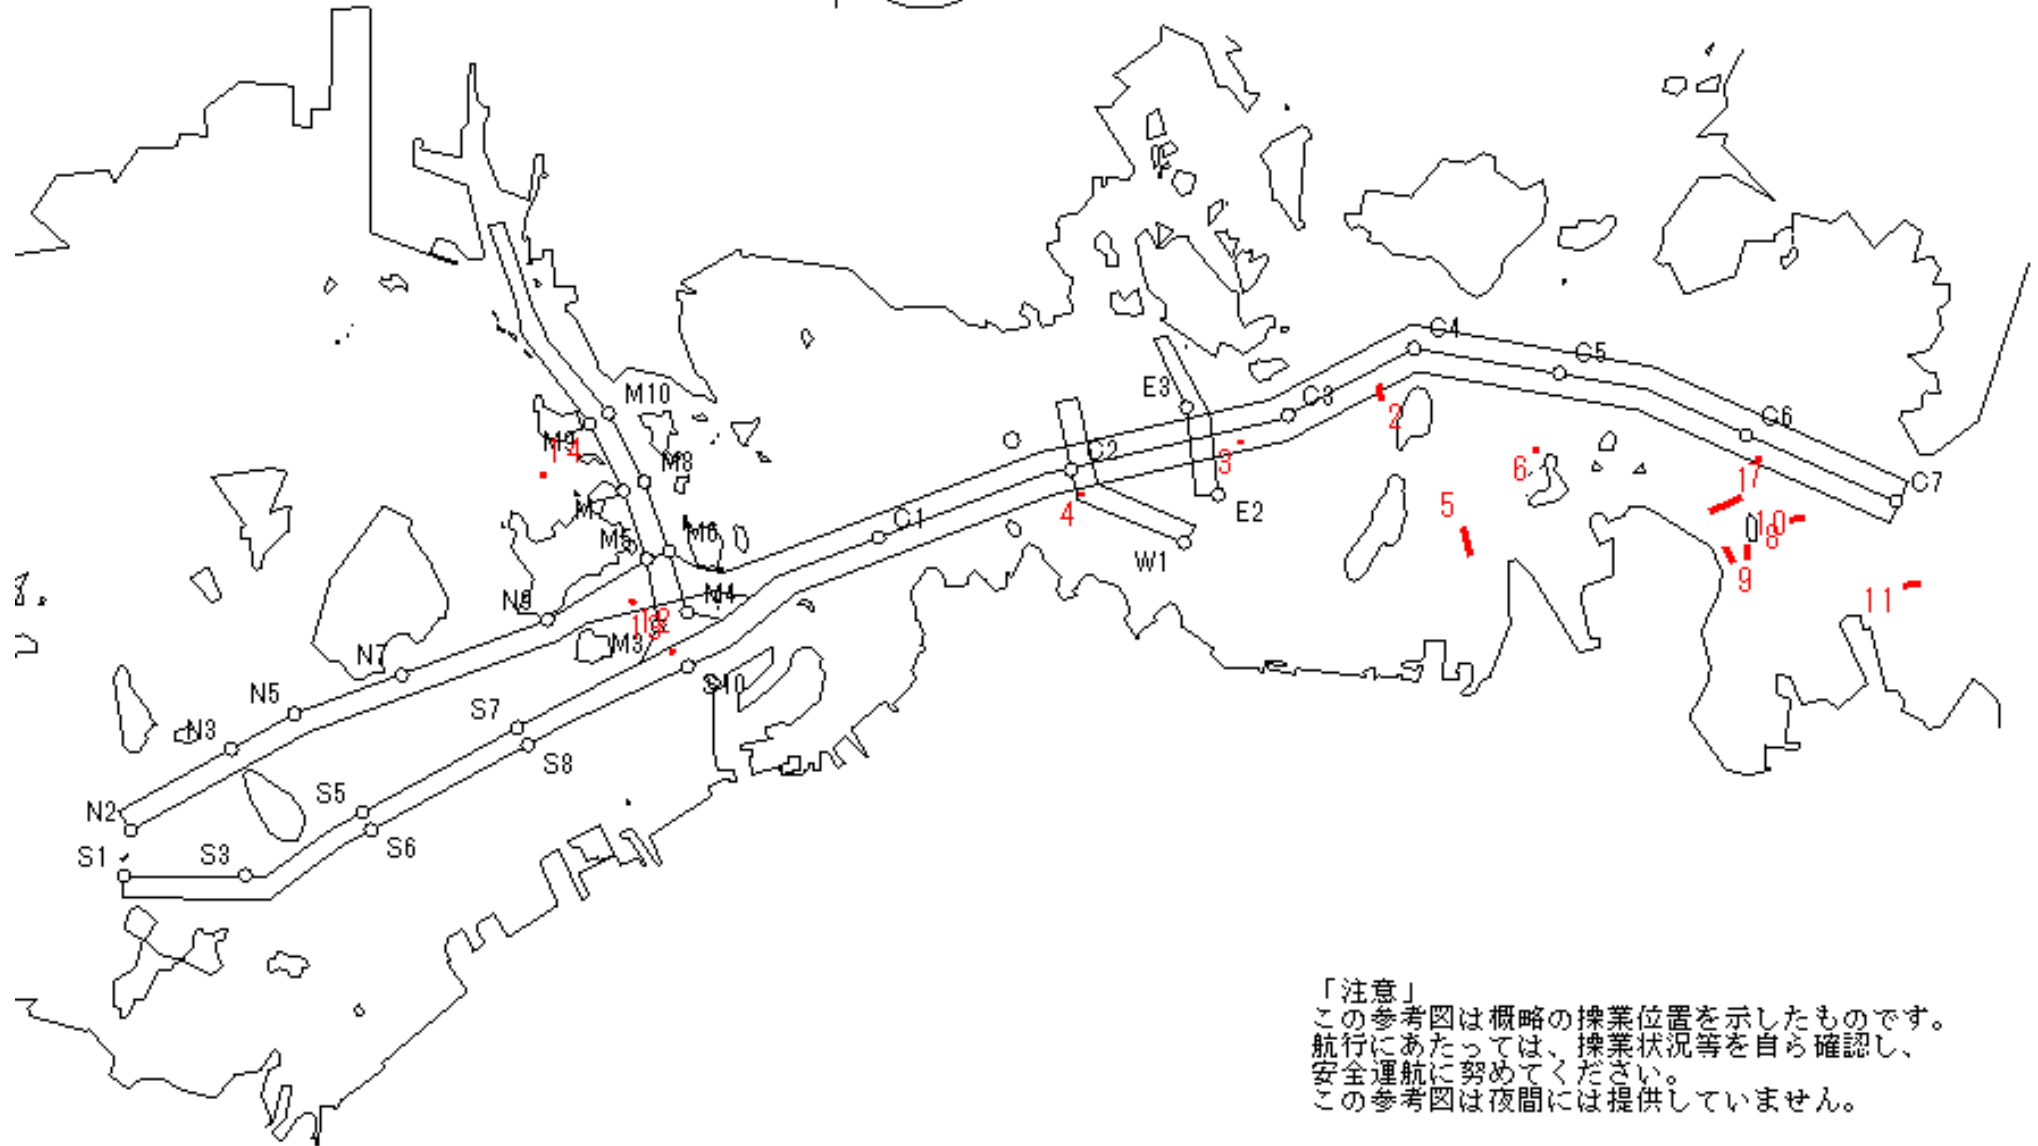 C4
C5
E3
M10
C3
2
C6
M9
14
3
C2
M8
6
17
C7
M7
5
4
E2
C1
10
8
M5
M6
W1
9
N9
M4
11
M3
N7
S10
N5
S7
N3
S8
S5
N2
S6
S1
S3
「注意」
この参考図は概略の操業位置を示したものです。
航行にあたっては、操業状況等を自ら確認し、
安全運航に努めてください。
この参考図は夜間には提供していません。